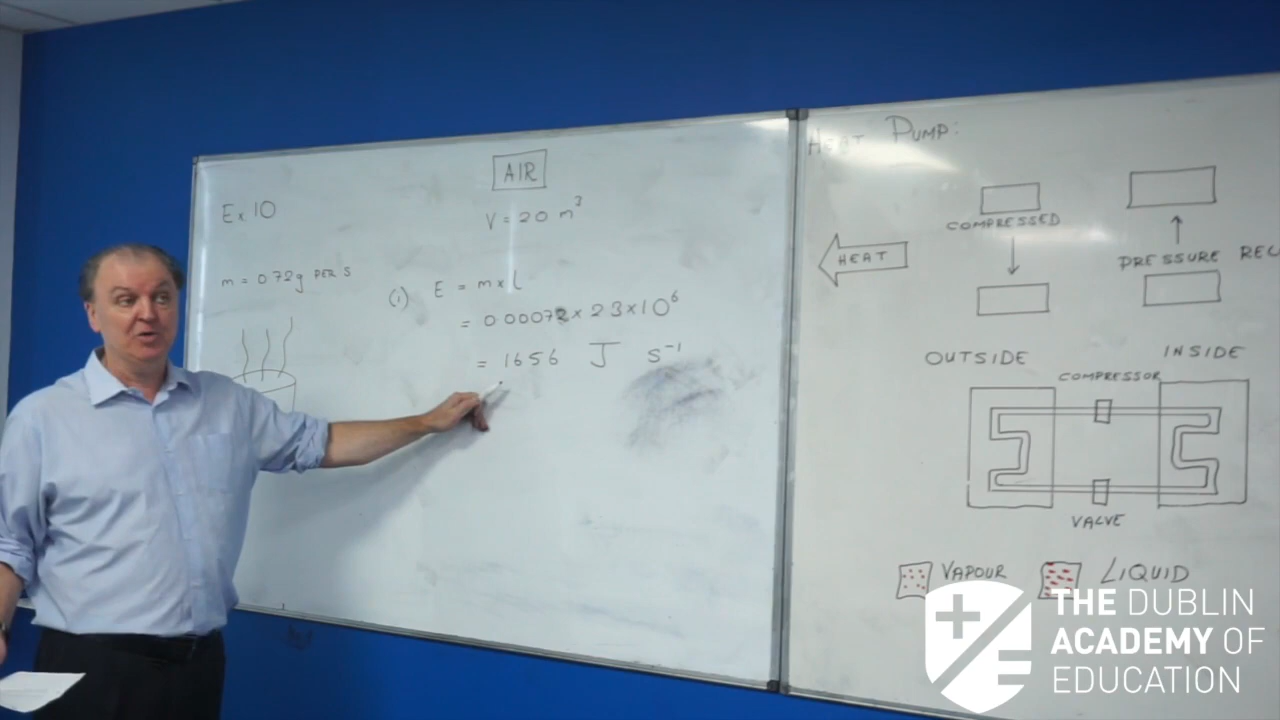 AIR
Ex 10
V = 20 m³
m = 0.72g PER S
(i) E = m x l
= 0.00072 x 2.3 x 10⁶
= 1656 J s⁻¹
HEAT PUMP:
COMPRESSED
HEAT
PRESSURE
OUTSIDE
INSIDE
COMPRESSOR
VALVE
VAPOUR
LIQUID
THE DUBLIN
ACADEMY OF
EDUCATION